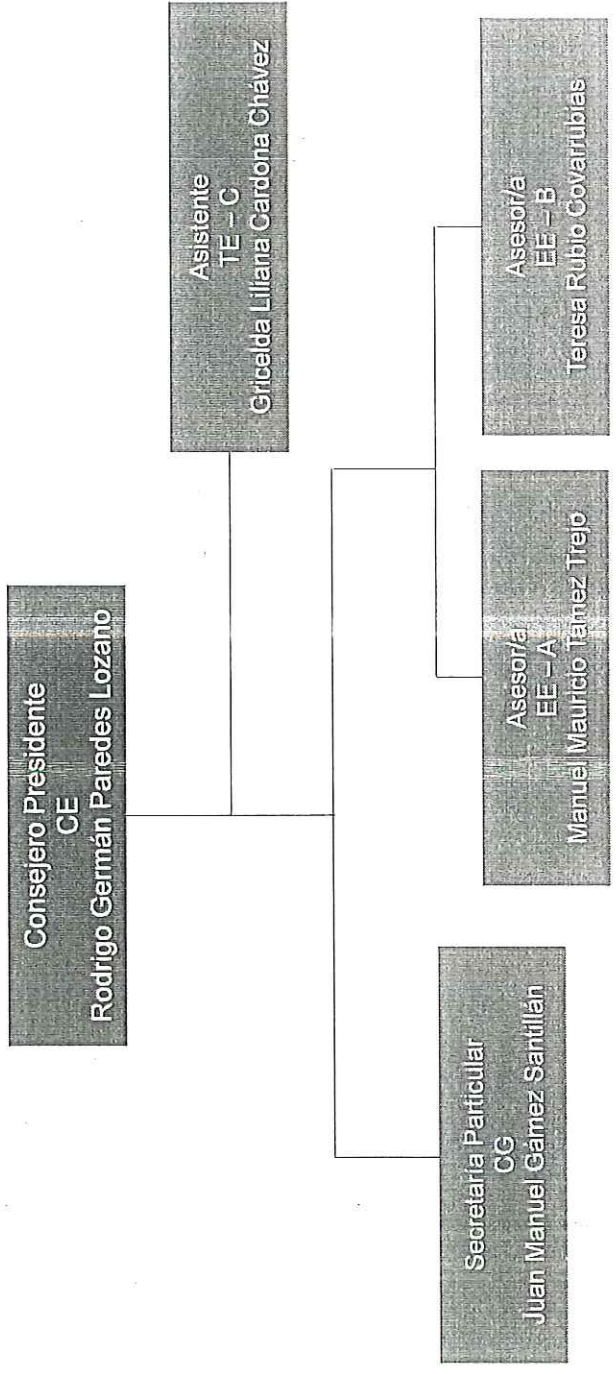 Consejero Presidente
CE
Rodrigo Germán Paredes Lozano
Asistente
TE – C
Gricelda Liliana Cardona Chávez
Secretaría Particular
CG
Juan Manuel Gámez Santillán
Asesor/a
EE – A
Manuel Mauricio Tamez Trejo
Asesor/a
EE – B
Teresa Rubio Covarrubias